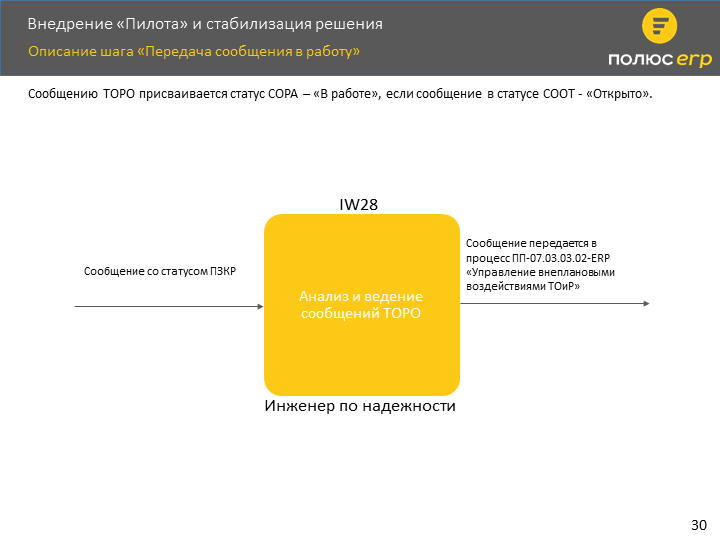 Внедрение «Пилота» и стабилизация решения
Описание шага «Передача сообщения в работу»
ПОЛЮС erp
Сообщению ТОРО присваивается статус СОРА – «В работе», если сообщение в статусе СООТ - «Открыто».
IW28
Сообщение со статусом ПЗКР
Анализ и ведение
сообщений ТОРО
Сообщение передается в
процесс ПП-07.03.03.02-ERP
«Управление внеплановыми
воздействиями ТОиР»
Инженер по надежности
30